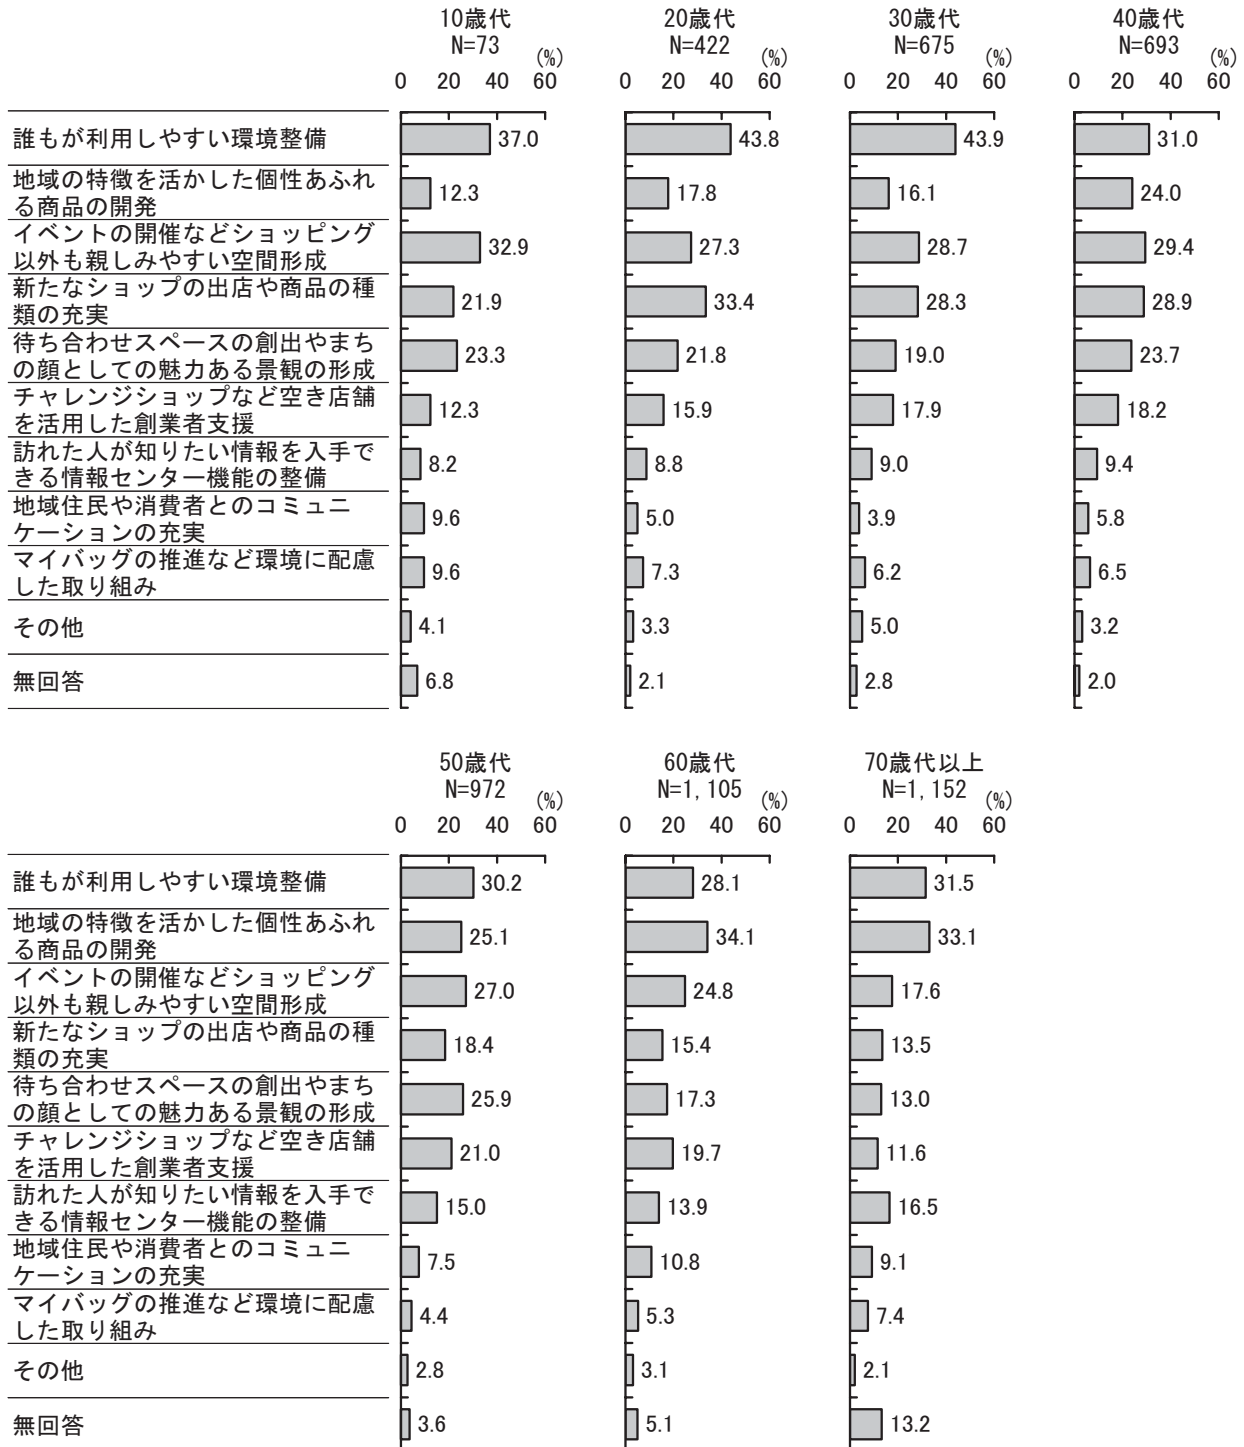 10歳代 20歳代 30歳代 40歳代
N=73 N=422 N=675 N=693
(%) (%) (%) (%)
0 20 40 60 0 20 40 60 0 20 40 60 0 20 40 60
誰もが利用しやすい環境整備 37.0 43.8 43.9 31.0
地域の特徴を活かした個性あふれ
る商品の開発 12.3 17.8 16.1 24.0
イベントの開催などショッピング
以外も親しみやすい空間形成 32.9 27.3 28.7 29.4
新たなショップの出店や商品の種
類の充実 21.9 33.4 28.3 28.9
待ち合わせスペースの創出やまち
の顔としての魅力ある景観の形成 23.3 21.8 19.0 23.7
チャレンジショップなど空き店舗
を活用した創業者支援 12.3 15.9 17.9 18.2
訪れた人が知りたい情報を入手で
きる情報センター機能の整備 8.2 8.8 9.0 9.4
地域住民や消費者とのコミュニ
ケーションの充実 9.6 5.0 3.9 5.8
マイバッグの推進など環境に配慮
した取り組み 9.6 7.3 6.2 6.5
その他 4.1 3.3 5.0 3.2
無回答 6.8 2.1 2.8 2.0
50歳代 60歳代 70歳代以上
N=972 N=1,105 N=1,152
(%) (%) (%)
0 20 40 60 0 20 40 60 0 20 40 60
誰もが利用しやすい環境整備 30.2 28.1 31.5
地域の特徴を活かした個性あふれ
る商品の開発 25.1 34.1 33.1
イベントの開催などショッピング
以外も親しみやすい空間形成 27.0 24.8 17.6
新たなショップの出店や商品の種
類の充実 18.4 15.4 13.5
待ち合わせスペースの創出やまち
の顔としての魅力ある景観の形成 25.9 17.3 13.0
チャレンジショップなど空き店舗
を活用した創業者支援 21.0 19.7 11.6
訪れた人が知りたい情報を入手で
きる情報センター機能の整備 15.0 13.9 16.5
地域住民や消費者とのコミュニ
ケーションの充実 7.5 10.8 9.1
マイバッグの推進など環境に配慮
した取り組み 4.4 5.3 7.4
その他 2.8 3.1 2.1
無回答 3.6 5.1 13.2